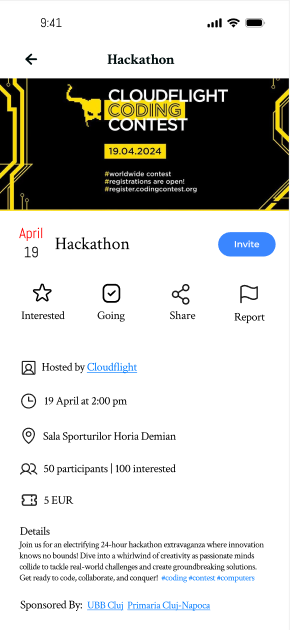 9:41
Hackathon
CLOUDFLIGHT
CODING
CONTEST
19.04.2024
#worldwide contest
#registrations are open!
#register.codingcontest.org
April
19
Hackathon
Invite
Interested Going Share Report
Hosted by Cloudflight
19 April at 2:00 pm
Sala Sporturilor Horia Demian
50 participants | 100 interested
5 EUR
Details
Join us for an electrifying 24-hour hackathon extravaganza where innovation
knows no bounds! Dive into a whirlwind of creativity as passionate minds
collide to tackle real-world challenges and create groundbreaking solutions.
Get ready to code, collaborate, and conquer! #coding #contest #computers
Sponsored By: UBB Cluj Primaria Cluj-Napoca